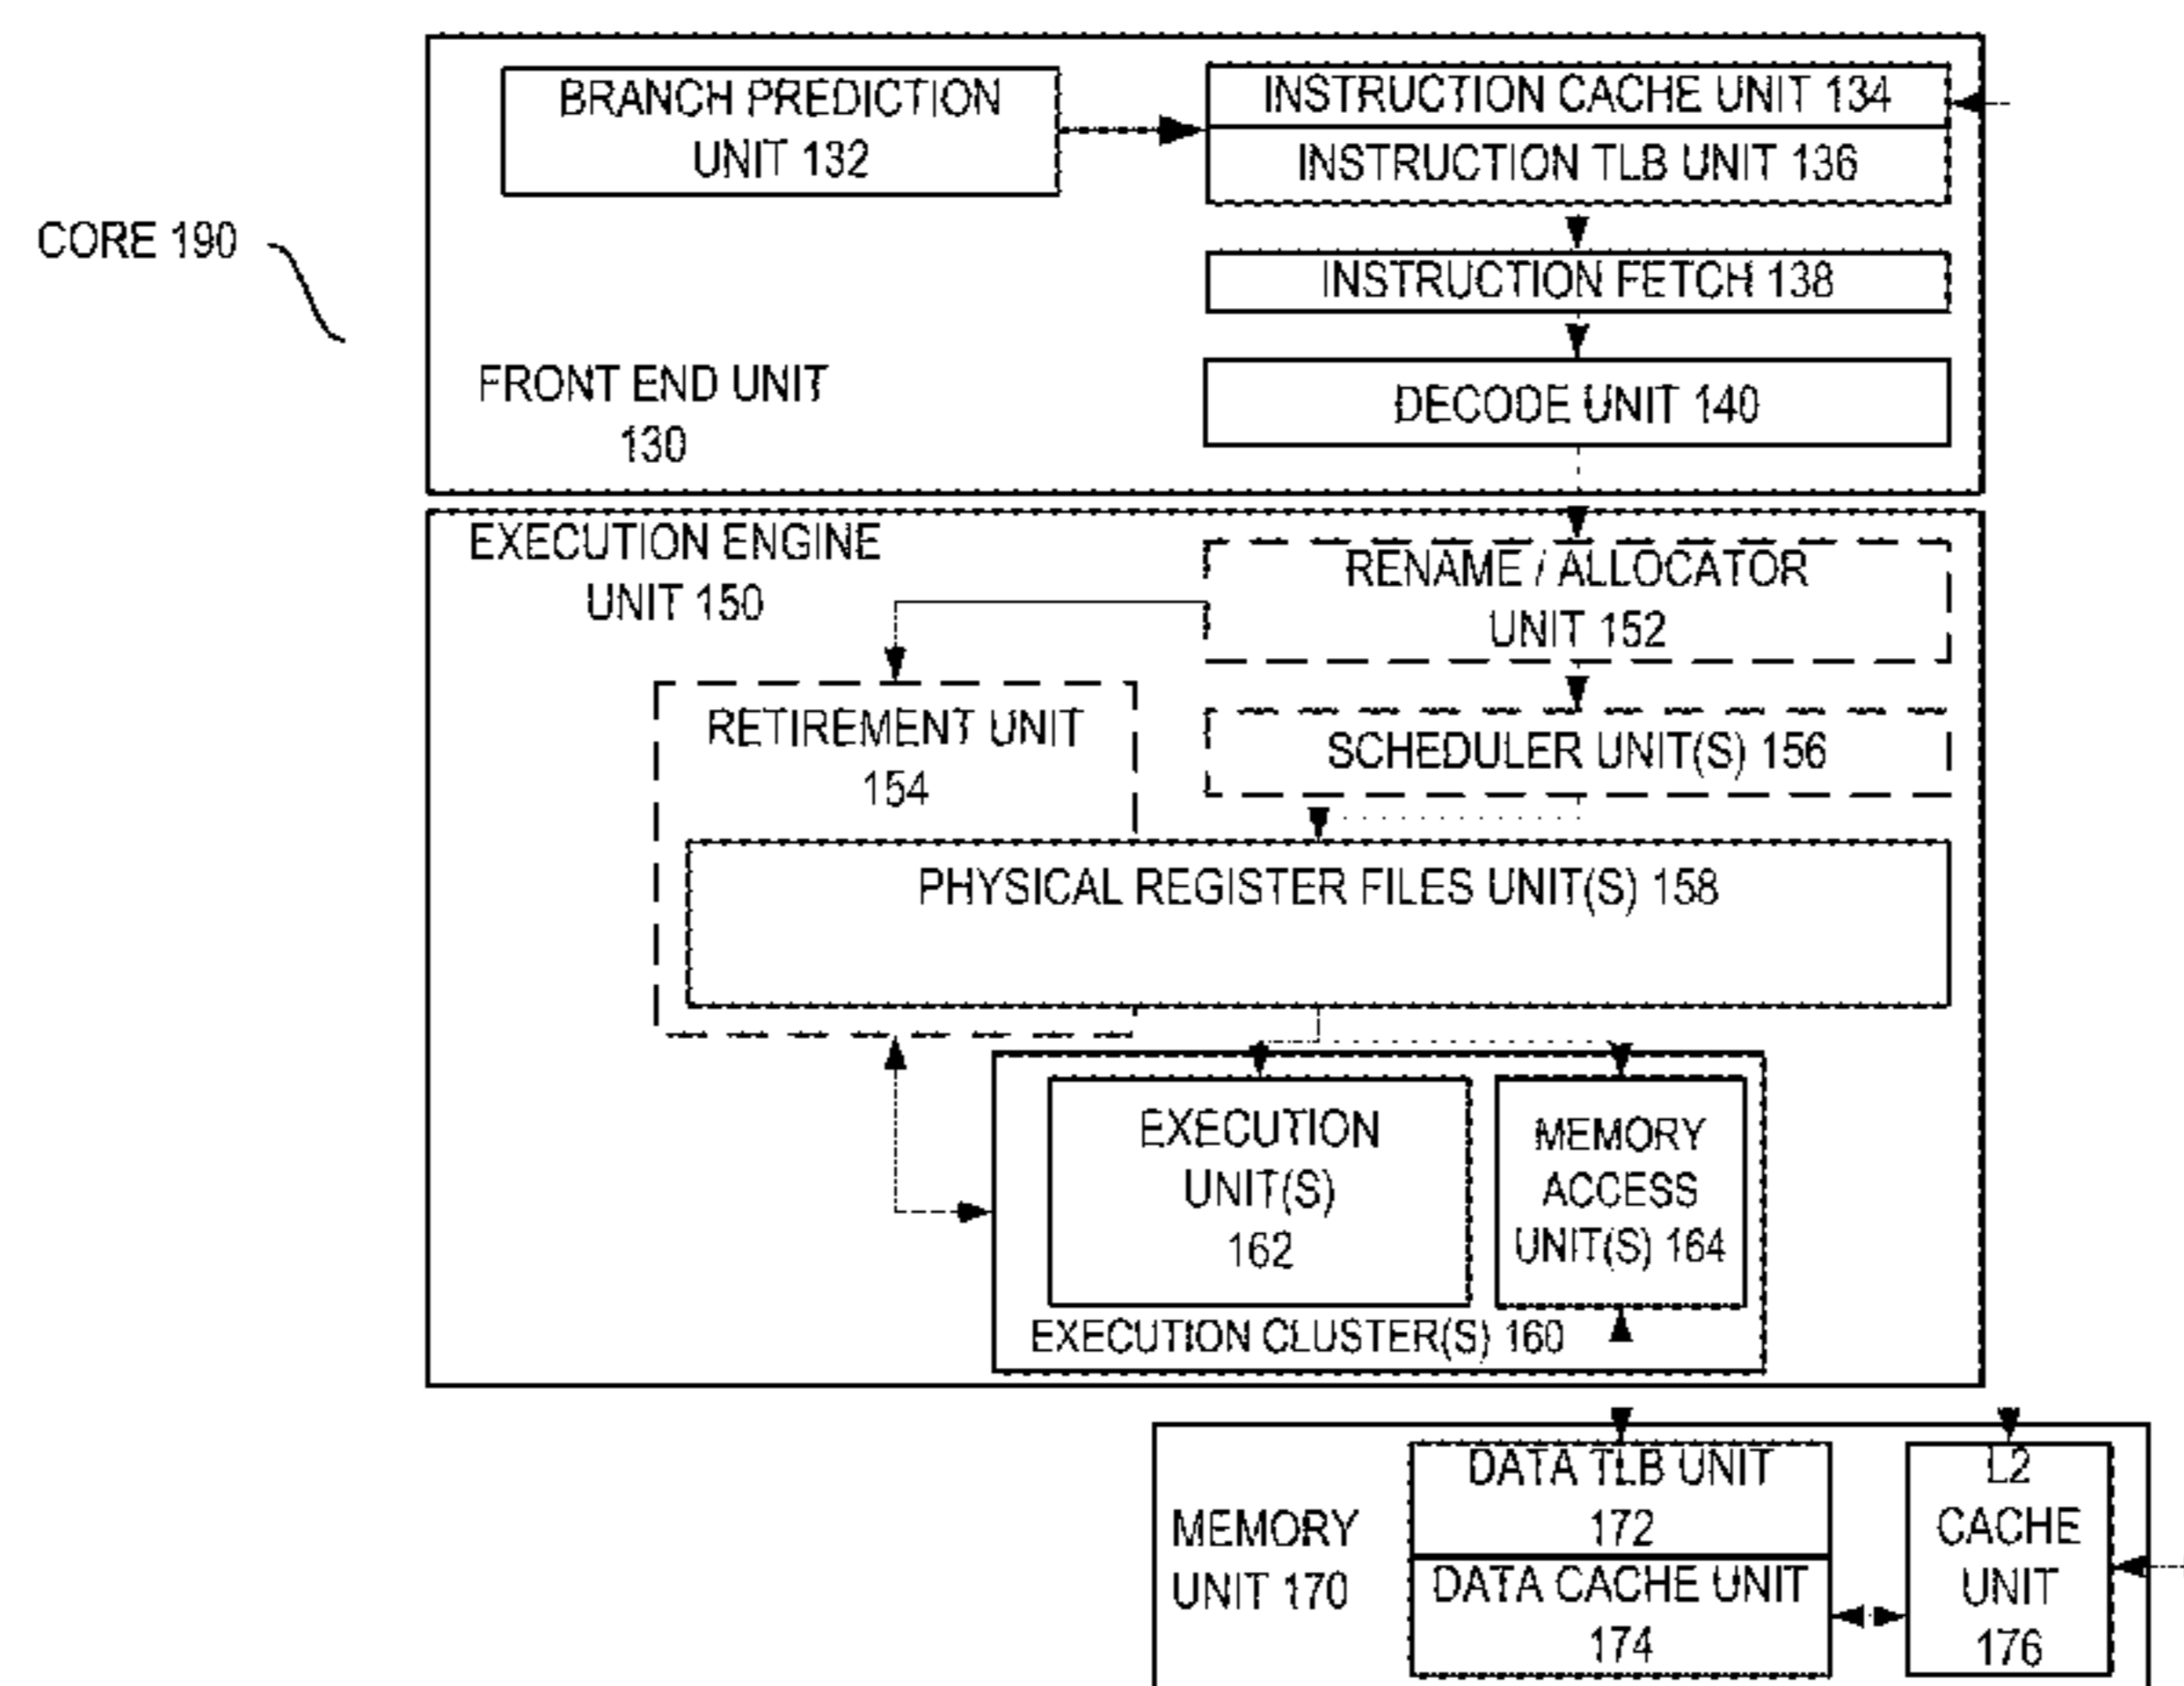 BRANCH PREDICTION
UNIT 132
INSTRUCTION CACHE UNIT 134
INSTRUCTION TLB UNIT 136
CORE 190
INSTRUCTION FETCH 138
FRONT END UNIT
130
DECODE UNIT 140
EXECUTION ENGINE
UNIT 150
RENAME / ALLOCATOR
UNIT 152
RETIREMENT UNIT
154
SCHEDULER UNIT(S) 156
PHYSICAL REGISTER FILES UNIT(S) 158
EXECUTION
UNIT(S)
162
MEMORY
ACCESS
UNIT(S) 164
EXECUTION CLUSTER(S) 160
MEMORY
UNIT 170
DATA TLB UNIT
172
DATA CACHE UNIT
174
L2
CACHE
UNIT
176